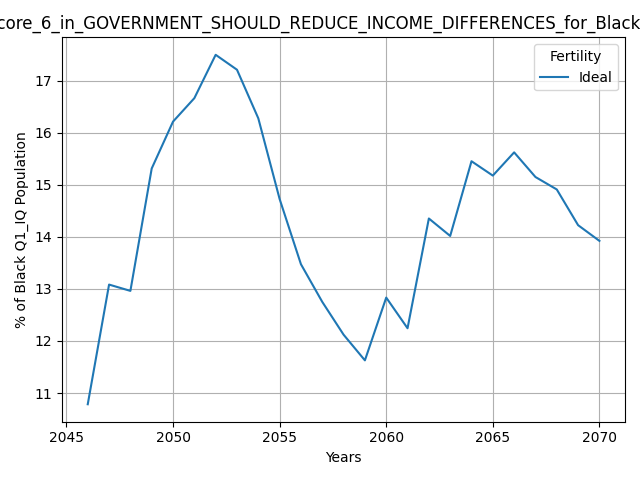 core_6_in_GOVERNMENT_SHOULD_REDUCE_INCOME_DIFFERENCES_for_Black
Fertility
Ideal
% of Black Q1_IQ Population
17
16
15
14
13
12
11
2045
2050
2055
2060
2065
2070
Years